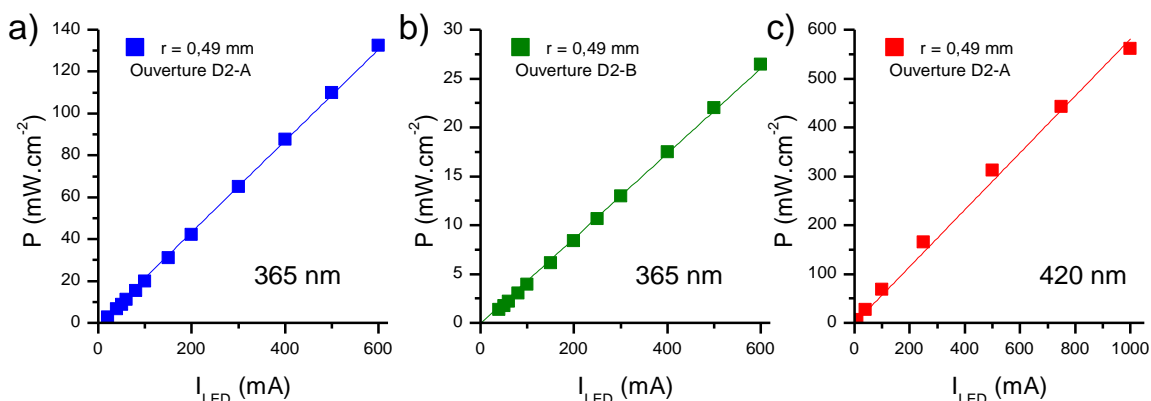 a)
P (mW.cm-2)
140
120
100
80
60
40
20
0
r = 0,49 mm
Ouverture D2-A
365 nm
0 200 400 600
I LED (mA)
b)
P (mW.cm-2)
30
25
20
15
10
5
0
r = 0,49 mm
Ouverture D2-B
365 nm
0 200 400 600
I LED (mA)
c)
P (mW.cm-2)
600
500
400
300
200
100
0
r = 0,49 mm
Ouverture D2-A
420 nm
0 200 400 600 800 1000
I LED (mA)